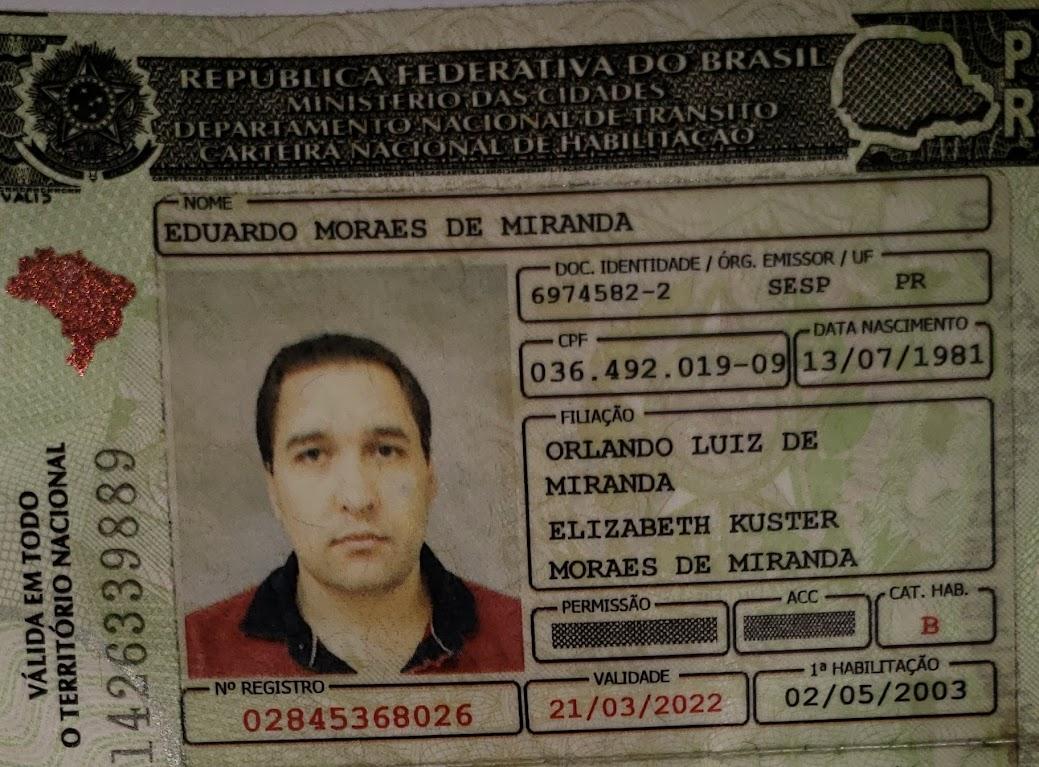 REPÚBLICA FEDERATIVA DO BRASIL
MINISTÉRIO DAS CIDADES
DEPARTAMENTO NACIONAL DE TRANSITO
CARTEIRA NACIONAL DE HABILITAÇÃO
PR
NOME
EDUARDO MORAES DE MIRANDA
DOC. IDENTIDADE / ÓRG. EMISSOR / UF
6974582-2 SESP PR
CPF
036.492.019-09
DATA NASCIMENTO
13/07/1981
FILIAÇÃO
ORLANDO LUIZ DE
MIRANDA
ELIZABETH KUSTER
MORAES DE MIRANDA
PERMISSÃO
ACC
CAT. HAB.
B
Nº REGISTRO
02845368026
VALIDADE
21/03/2022
1ª HABILITAÇÃO
02/05/2003
VÁLIDA EM TODO
O TERRITÓRIO NACIONAL
1426339889